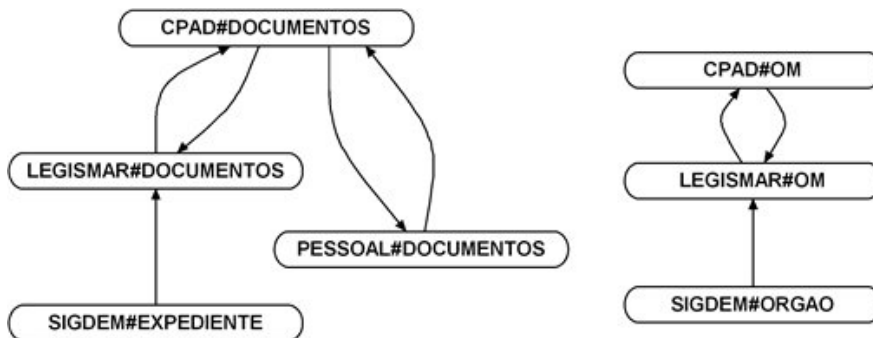 CPAD#DOCUMENTOS
CPAD#OM
LEGISMAR#DOCUMENTOS
LEGISMAR#OM
PESSOAL#DOCUMENTOS
SIGDEM#EXPEDIENTE
SIGDEM#ORGAO